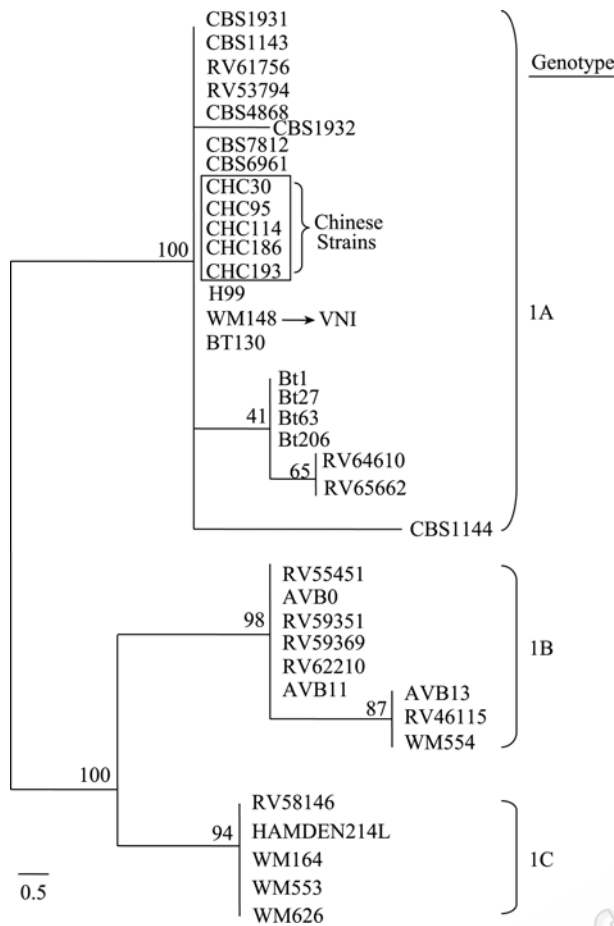 CBS1931
CBS1143
Genotype
RV61756
RV53794
CBS4868
CBS1932
CBS7812
CBS6961
CHC30
CHC95
CHC114
CHC186
CHC193
Chinese
Strains
100
H99
WM148 → VNI
BT130
1A
Bt1
Bt27
Bt63
Bt206
41
RV64610
RV65662
65
CBS1144
RV55451
AVB0
RV59351
RV59369
RV62210
AVB11
98
1B
AVB13
RV46115
WM554
87
100
RV58146
HAMDEN214L
WM164
WM553
WM626
94
1C
0.5